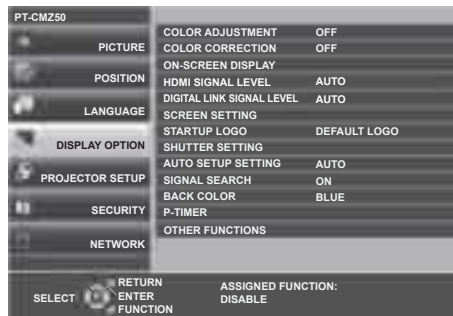 PT-CMZ50
PICTURE
POSITION
LANGUAGE
DISPLAY OPTION
PROJECTOR SETUP
SECURITY
NETWORK
COLOR ADJUSTMENT OFF
COLOR CORRECTION OFF
ON-SCREEN DISPLAY
HDMI SIGNAL LEVEL AUTO
DIGITAL LINK SIGNAL LEVEL AUTO
SCREEN SETTING
STARTUP LOGO DEFAULT LOGO
SHUTTER SETTING
AUTO SETUP SETTING AUTO
SIGNAL SEARCH ON
BACK COLOR BLUE
P-TIMER
OTHER FUNCTIONS
SELECT
RETURN
ENTER
FUNCTION
ASSIGNED FUNCTION:
DISABLE